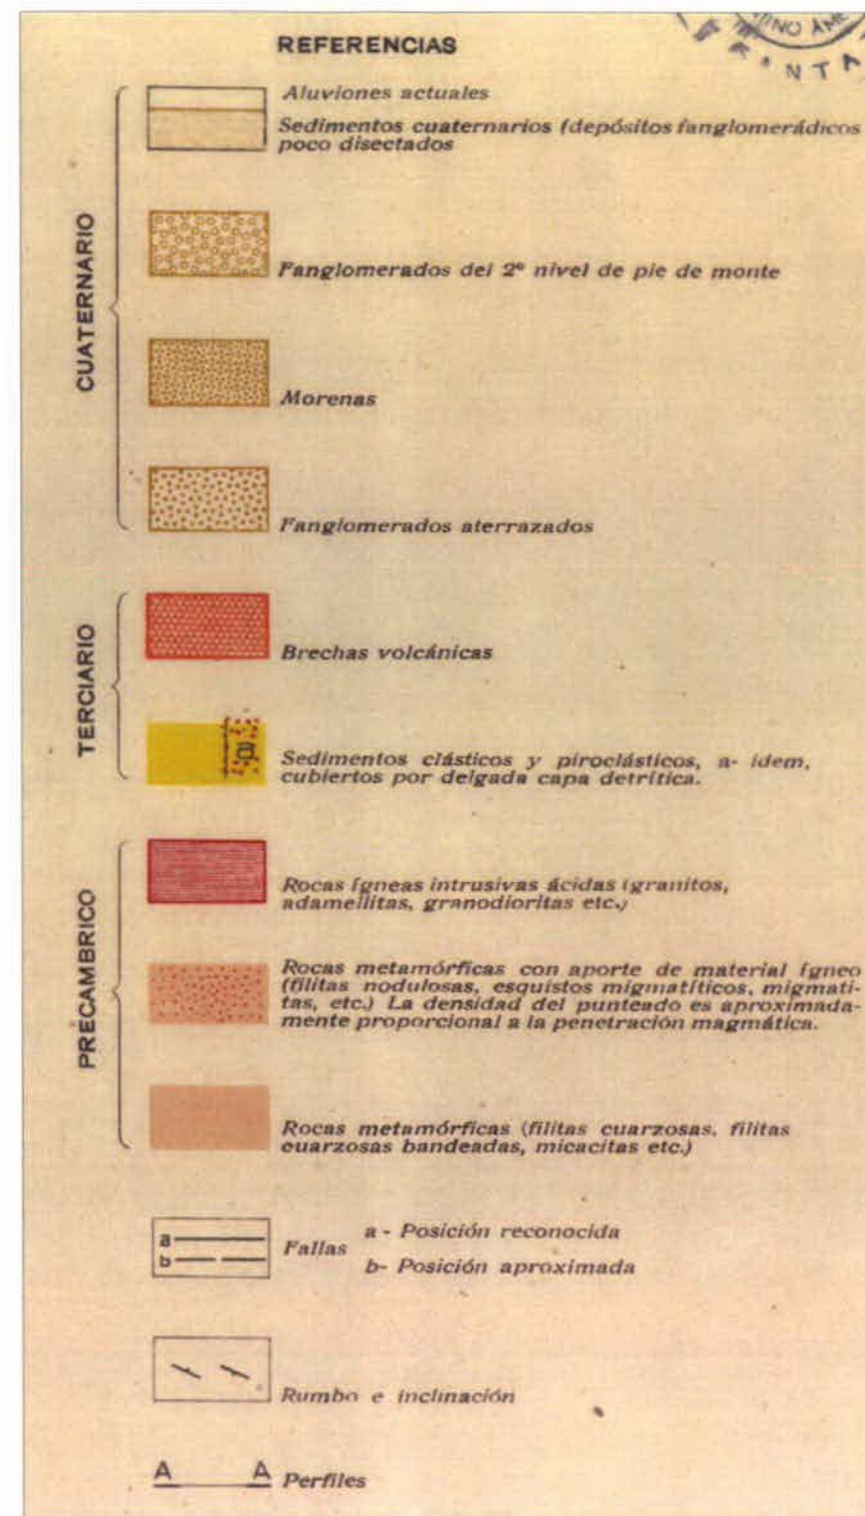 REFERENCIAS
INO AME
NTA
CUATERNARIO
Aluviones actuales
Sedimentos cuaternarios (depósitos fanglomerádicos
poco disectados
Fanglomerados del 2º nivel de pie de monte
Morenas
Fanglomerados aterrazados
TERCIARIO
Brechas volcánicas
a
Sedimentos clásticos y piroclásticos, a- idem,
cubiertos por delgada capa detrítica.
PRECAMBRICO
Rocas ígneas intrusivas ácidas (granitos,
adamellitas, granodioritas etc.)
Rocas metamórficas con aporte de material ígneo
(filitas nodulosas, esquistos migmatíticos, migmati-
tas, etc.) La densidad del punteado es aproximada-
mente proporcional a la penetración magmática.
Rocas metamórficas (filitas cuarzosas, filitas
cuarzosas bandeadas, micacitas etc.)
a
b
Fallas
a - Posición reconocida
b- Posición aproximada
Rumbo e inclinación
A A Perfiles